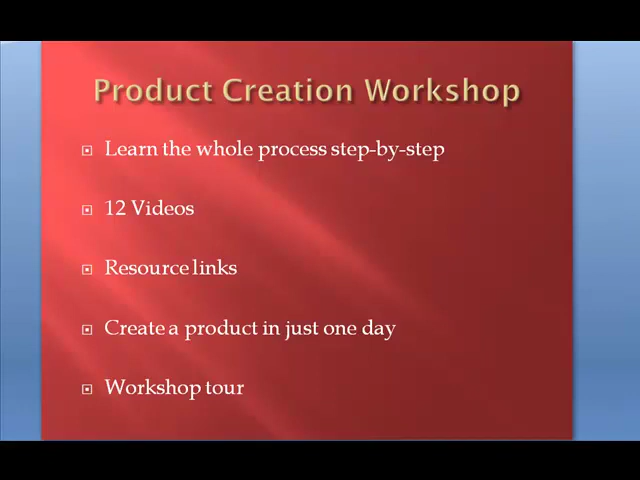 Product Creation Workshop
Learn the whole process step-by-step
12 Videos
Resource links
Create a product in just one day
Workshop tour